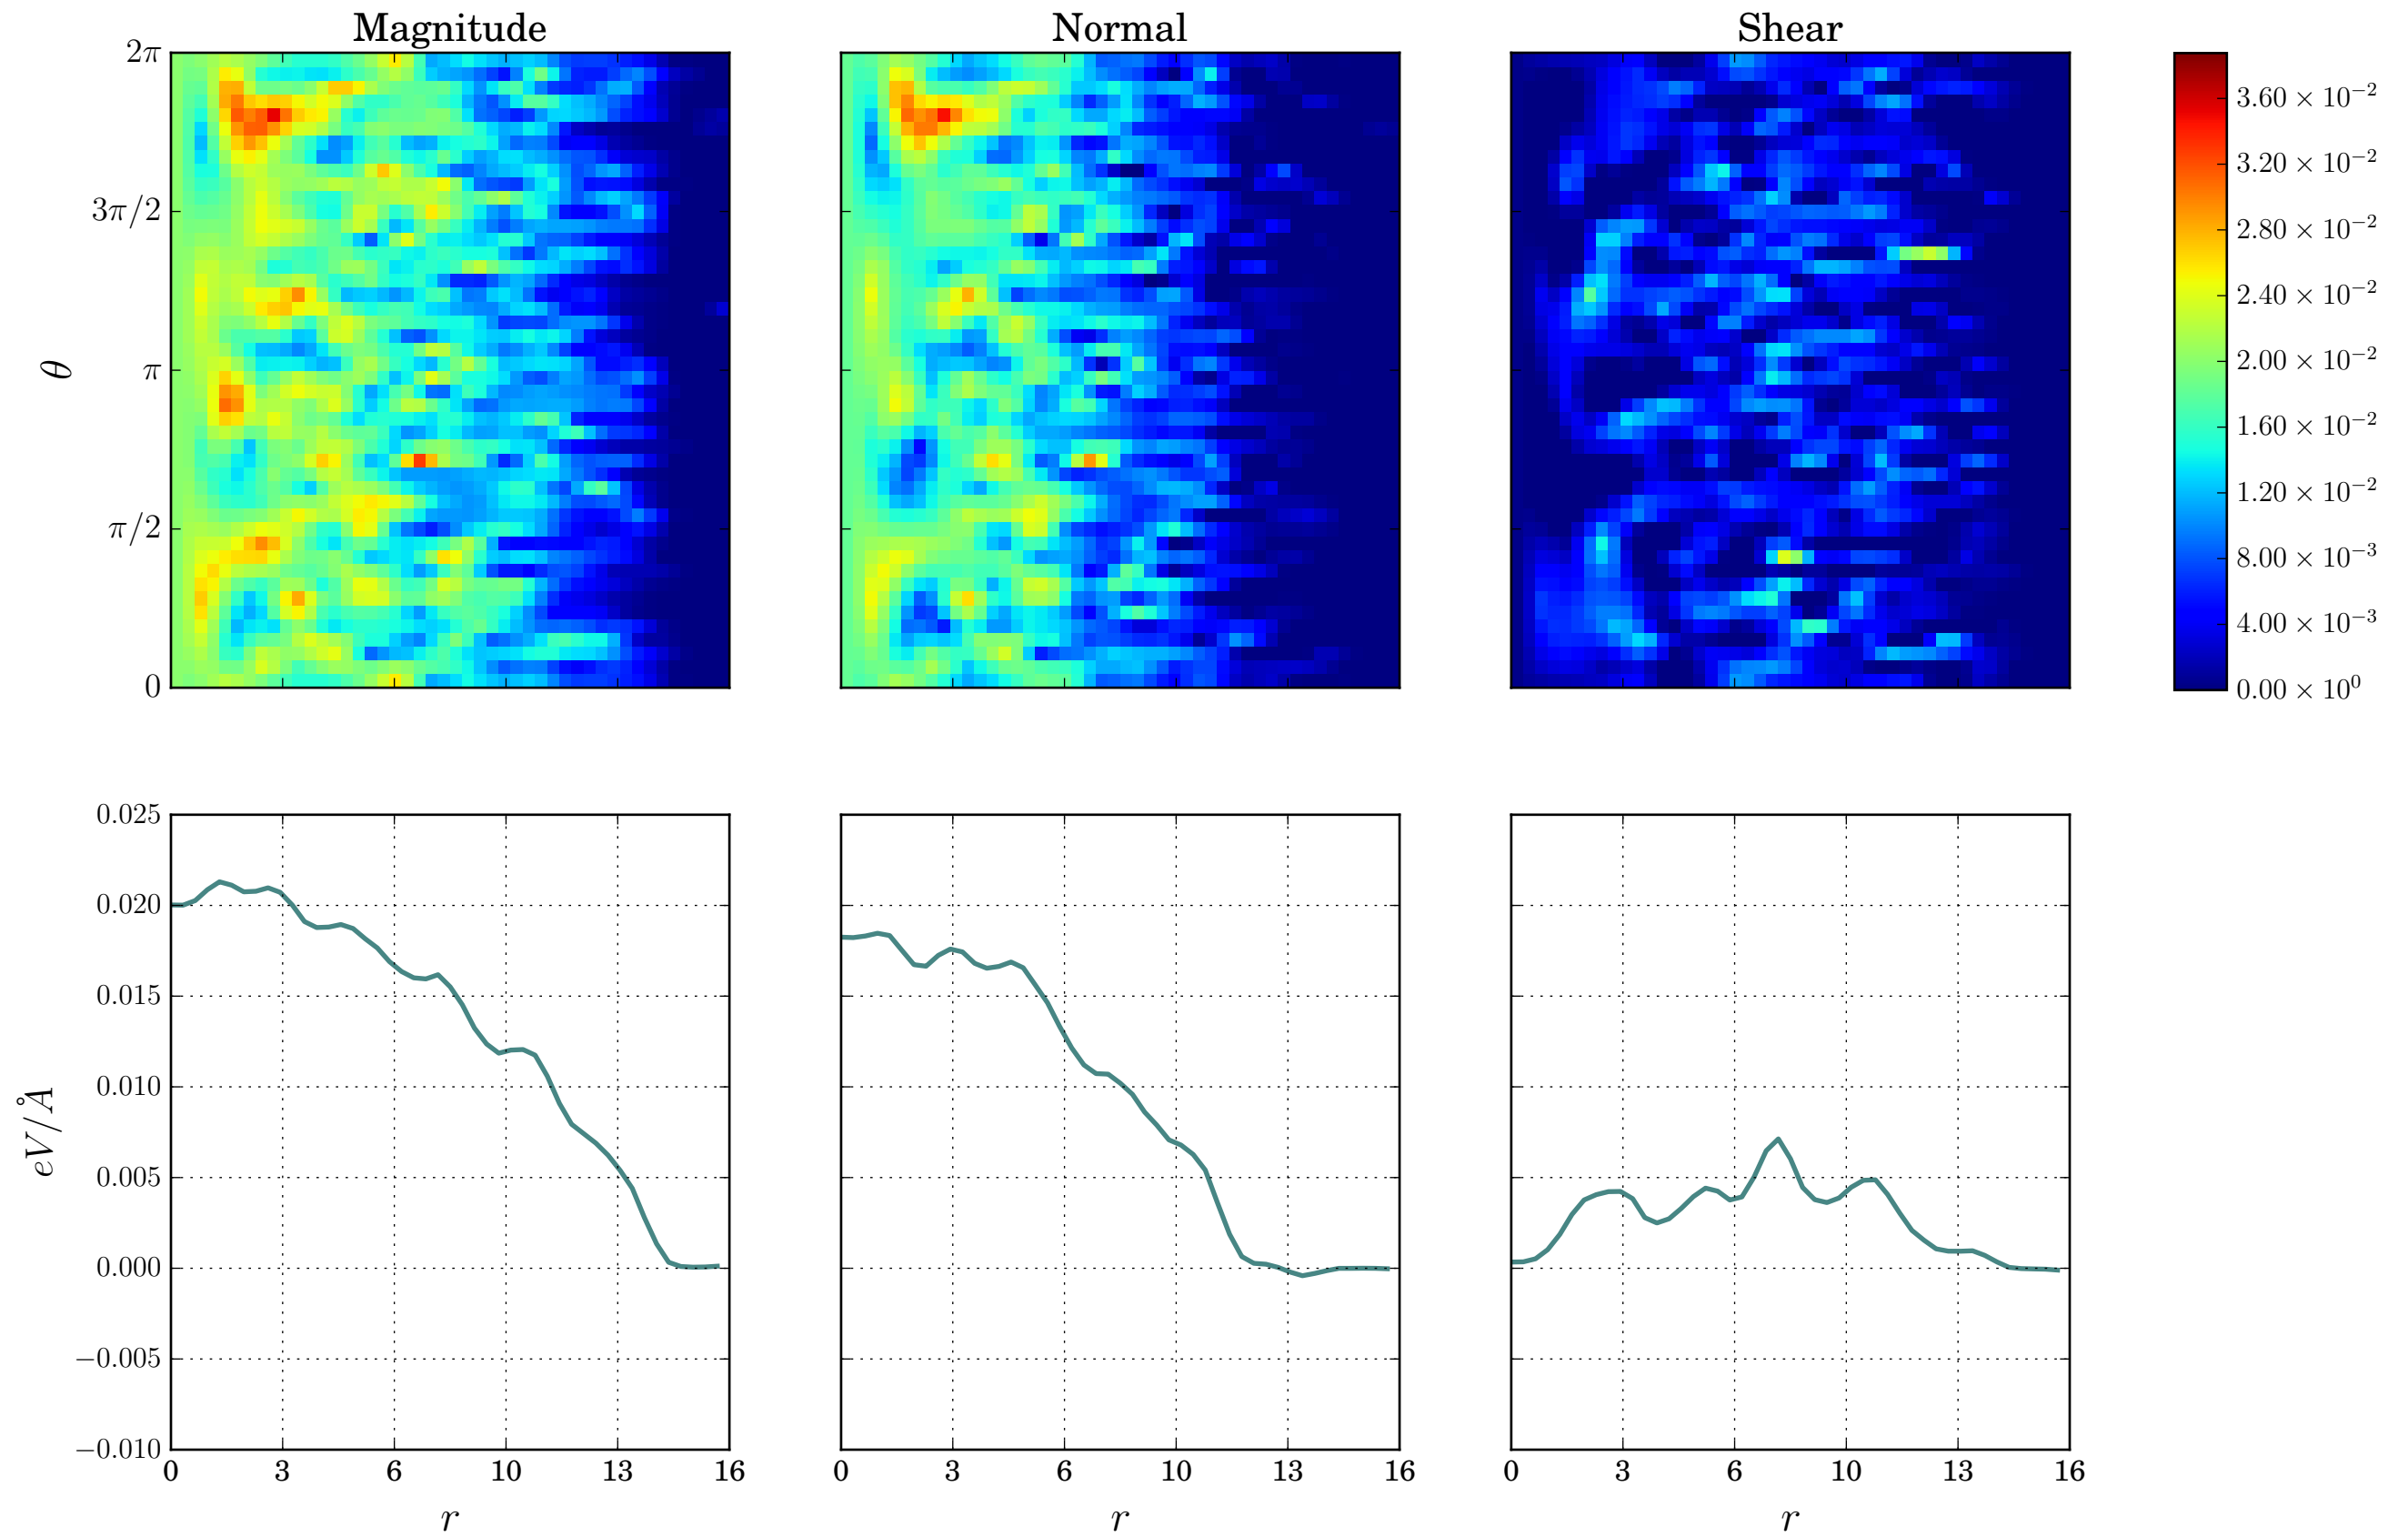 Magnitude Normal Shear
2π
3π/2
π
π/2
0
θ
3.60 × 10⁻²
3.20 × 10⁻²
2.80 × 10⁻²
2.40 × 10⁻²
2.00 × 10⁻²
1.60 × 10⁻²
1.20 × 10⁻²
8.00 × 10⁻³
4.00 × 10⁻³
0.00 × 10⁰
0.025
0.020
0.015
0.010
0.005
0.000
−0.005
−0.010
eV/Å
0 3 6 10 13 16
0 3 6 10 13 16
0 3 6 10 13 16
r r r